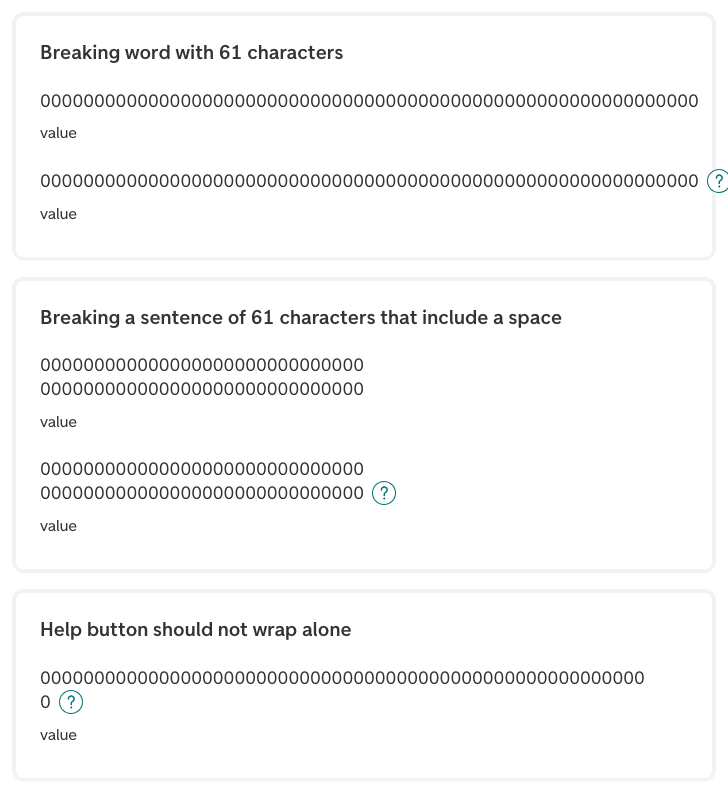 Breaking word with 61 characters
0000000000000000000000000000000000000000000000000000000000000
value
0000000000000000000000000000000000000000000000000000000000000 ?
value
Breaking a sentence of 61 characters that include a space
000000000000000000000000000000
000000000000000000000000000000
value
000000000000000000000000000000
000000000000000000000000000000 ?
value
Help button should not wrap alone
00000000000000000000000000000000000000000000000000000000
0 ?
value